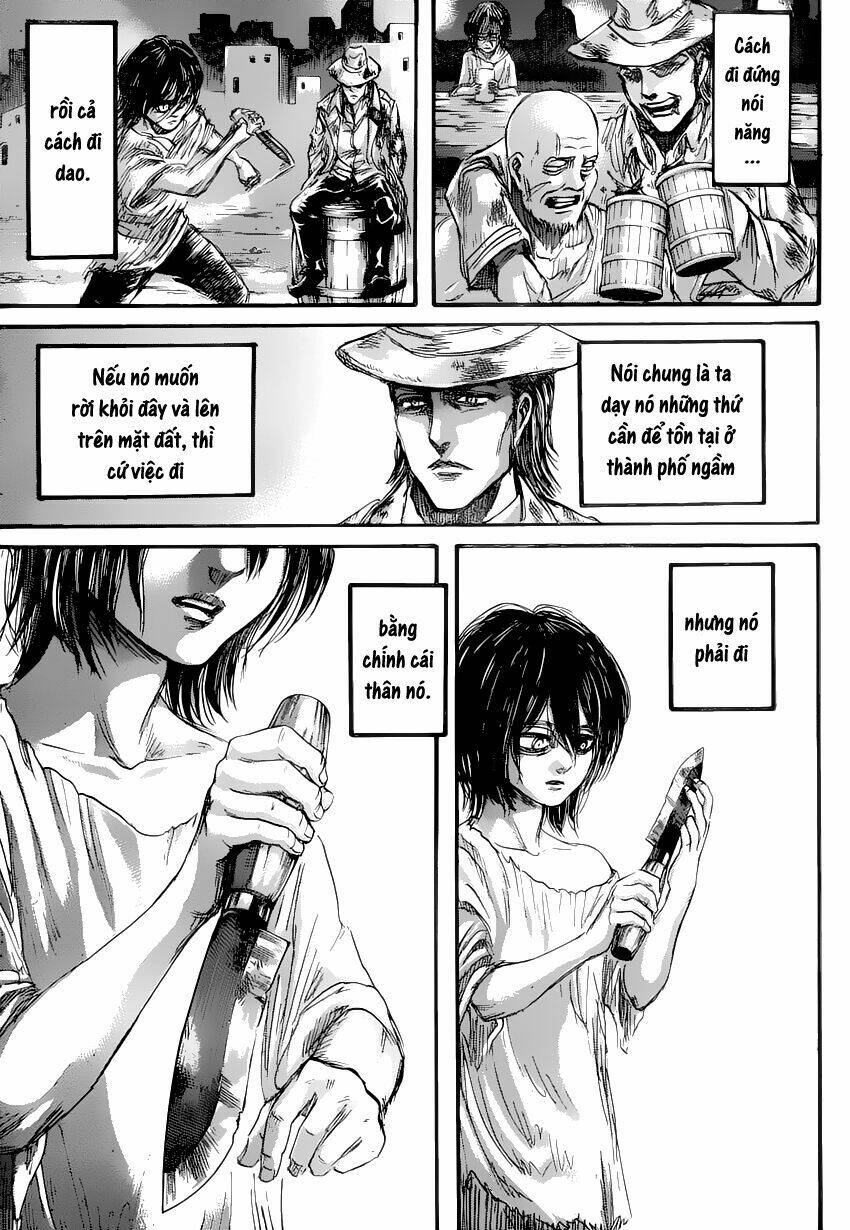 Cách
đi đứng
nói
năng
...
rồi cả
cách đi
dao.
Nói chung là ta
dạy nó những thứ
cần để tồn tại ở
thành phố ngầm
Nếu nó muốn
rời khỏi đây và lên
trên mặt đất, thì
cứ việc đi
nhưng nó
phải đi
bằng
chính cái
thân nó.